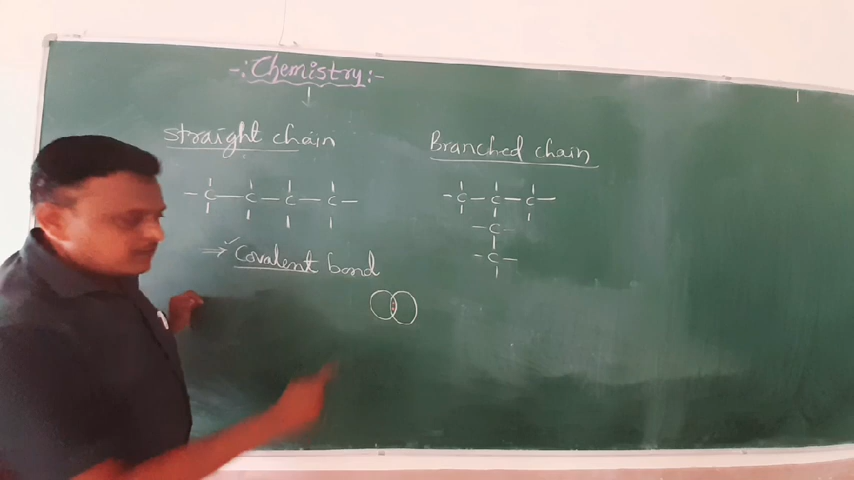 -: Chemistry :-
straight chain
Branched chain
- C - C - C - C -
- C - C - C -
- C -
- C -
⇒ Covalent bond